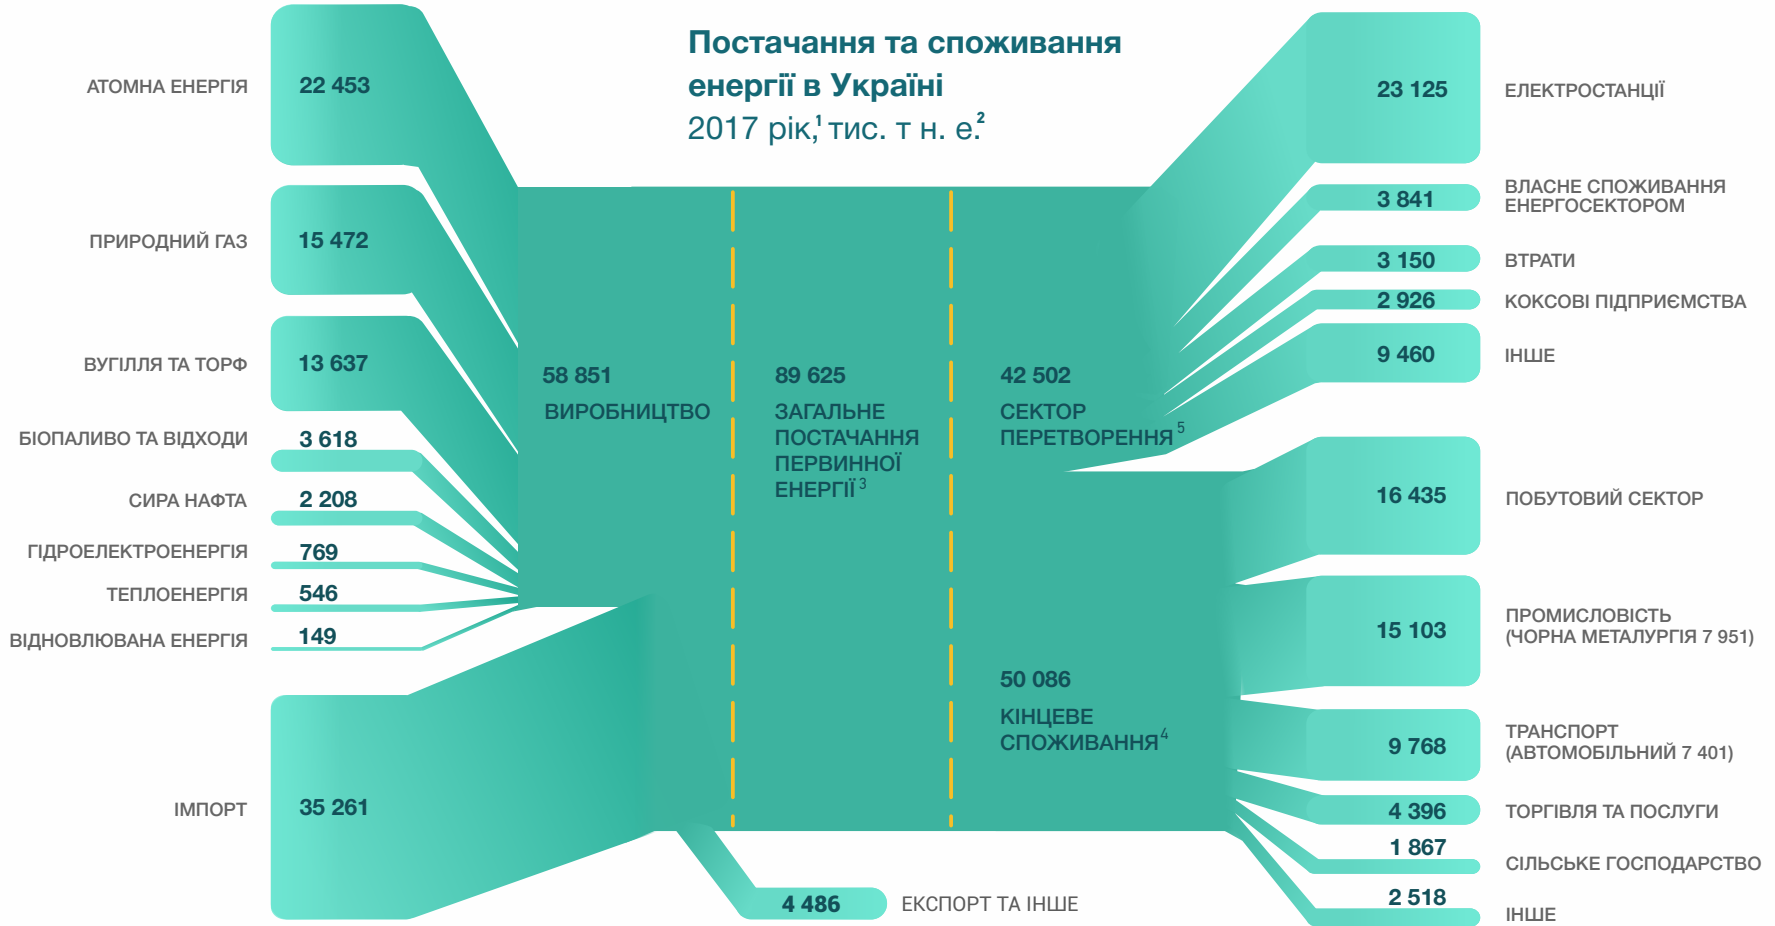 Постачання та споживання
енергії в Україні
2017 рік,¹ тис. т н. е.²
АТОМНА ЕНЕРГІЯ
22 453
ПРИРОДНИЙ ГАЗ
15 472
ВУГІЛЛЯ ТА ТОРФ
13 637
БІОПАЛИВО ТА ВІДХОДИ
3 618
СИРА НАФТА
2 208
ГІДРОЕЛЕКТРОЕНЕРГІЯ
769
ТЕПЛОЕНЕРГІЯ
546
ВІДНОВЛЮВАНА ЕНЕРГІЯ
149
ІМПОРТ
35 261
58 851
ВИРОБНИЦТВО
89 625
ЗАГАЛЬНЕ
ПОСТАЧАННЯ
ПЕРВИННОЇ
ЕНЕРГІЇ³
42 502
СЕКТОР
ПЕРЕТВОРЕННЯ⁵
50 086
КІНЦЕВЕ
СПОЖИВАННЯ⁴
4 486
ЕКСПОРТ ТА ІНШЕ
23 125
ЕЛЕКТРОСТАНЦІЇ
3 841
ВЛАСНЕ СПОЖИВАННЯ
ЕНЕРГОСЕКТОРОМ
3 150
ВТРАТИ
2 926
КОКСОВІ ПІДПРИЄМСТВА
9 460
ІНШЕ
16 435
ПОБУТОВИЙ СЕКТОР
15 103
ПРОМИСЛОВІСТЬ
(ЧОРНА МЕТАЛУРГІЯ 7 951)
9 768
ТРАНСПОРТ
(АВТОМОБІЛЬНИЙ 7 401)
4 396
ТОРГІВЛЯ ТА ПОСЛУГИ
1 867
СІЛЬСЬКЕ ГОСПОДАРСТВО
2 518
ІНШЕ